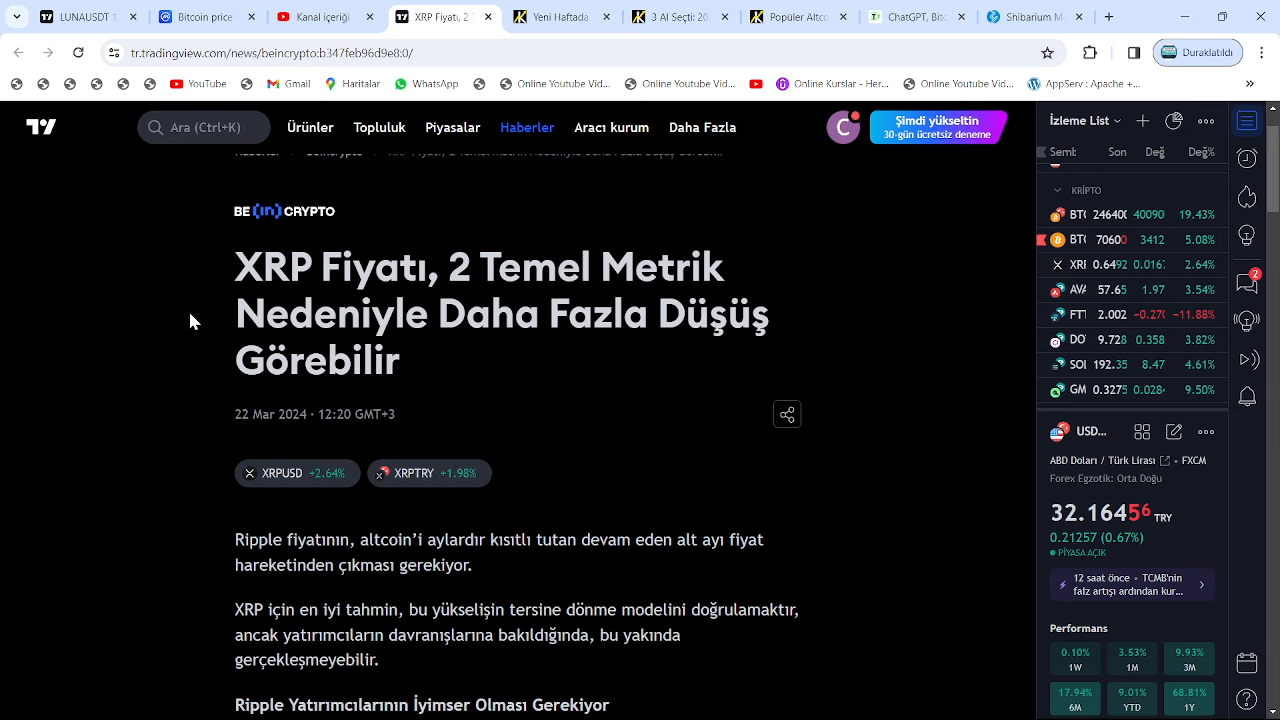 LUNAUSDT 1.
Bitcoin price
Kanal içeriği
XRP Fiyatı, 2
Yeni Haftada
3 AI Seçti: 2
Popüler Altco
ChatGPT, Bitc
Shibarium M
tr.tradingview.com/news/beincrypto:b347feb96d9e8:0/
Duraklatıldı
YouTube
Gmail
Haritalar
WhatsApp
Online Youtube Vid...
Online Youtube Vid...
Online Kurslar - Her...
Online Youtube Vid...
AppServ : Apache +...
Ara (Ctrl+K)
Ürünler
Topluluk
Piyasalar
Haberler
Aracı kurum
Daha Fazla
C
Şimdi yükseltin
30-gün ücretsiz deneme
BE[in]CRYPTO
XRP Fiyatı, 2 Temel Metrik
Nedeniyle Daha Fazla Düşüş
Görebilir
22 Mar 2024 · 12:20 GMT+3
XRPUSD +2.64%
XRPTRY +1.98%
Ripple fiyatının, altcoin’i aylardır kısıtlı tutan devam eden alt ayı fiyat
hareketinden çıkması gerekiyor.
XRP için en iyi tahmin, bu yükselişin tersine dönme modelini doğrulamaktır,
ancak yatırımcıların davranışlarına bakıldığında, bu yakında
gerçekleşmeyebilir.
Ripple Yatırımcılarının İyimser Olması Gerekiyor
İzleme List
Sembo Son Değ Değ%
KRİPTO
BTC 246400 40090 19.43%
BTC 70600 3412 5.08%
XRI 0.6492 0.0167 2.64%
AVA 57.65 1.97 3.54%
FTT 2.002 −0.270 −11.88%
DO 9.728 0.358 3.82%
SOI 192.35 8.47 4.61%
GM 0.3275 0.0284 9.50%
2
USD...
ABD Doları / Türk Lirası • FXCM
Forex Egzotik: Orta Doğu
32.16456 TRY
0.21257 (0.67%)
PİYASA AÇIK
12 saat önce • TCMB'nin
faiz artışı ardından kur...
Performans
0.10% 3.53% 9.93%
1W 1M 3M
17.94% 9.01% 68.81%
6M YTD 1Y